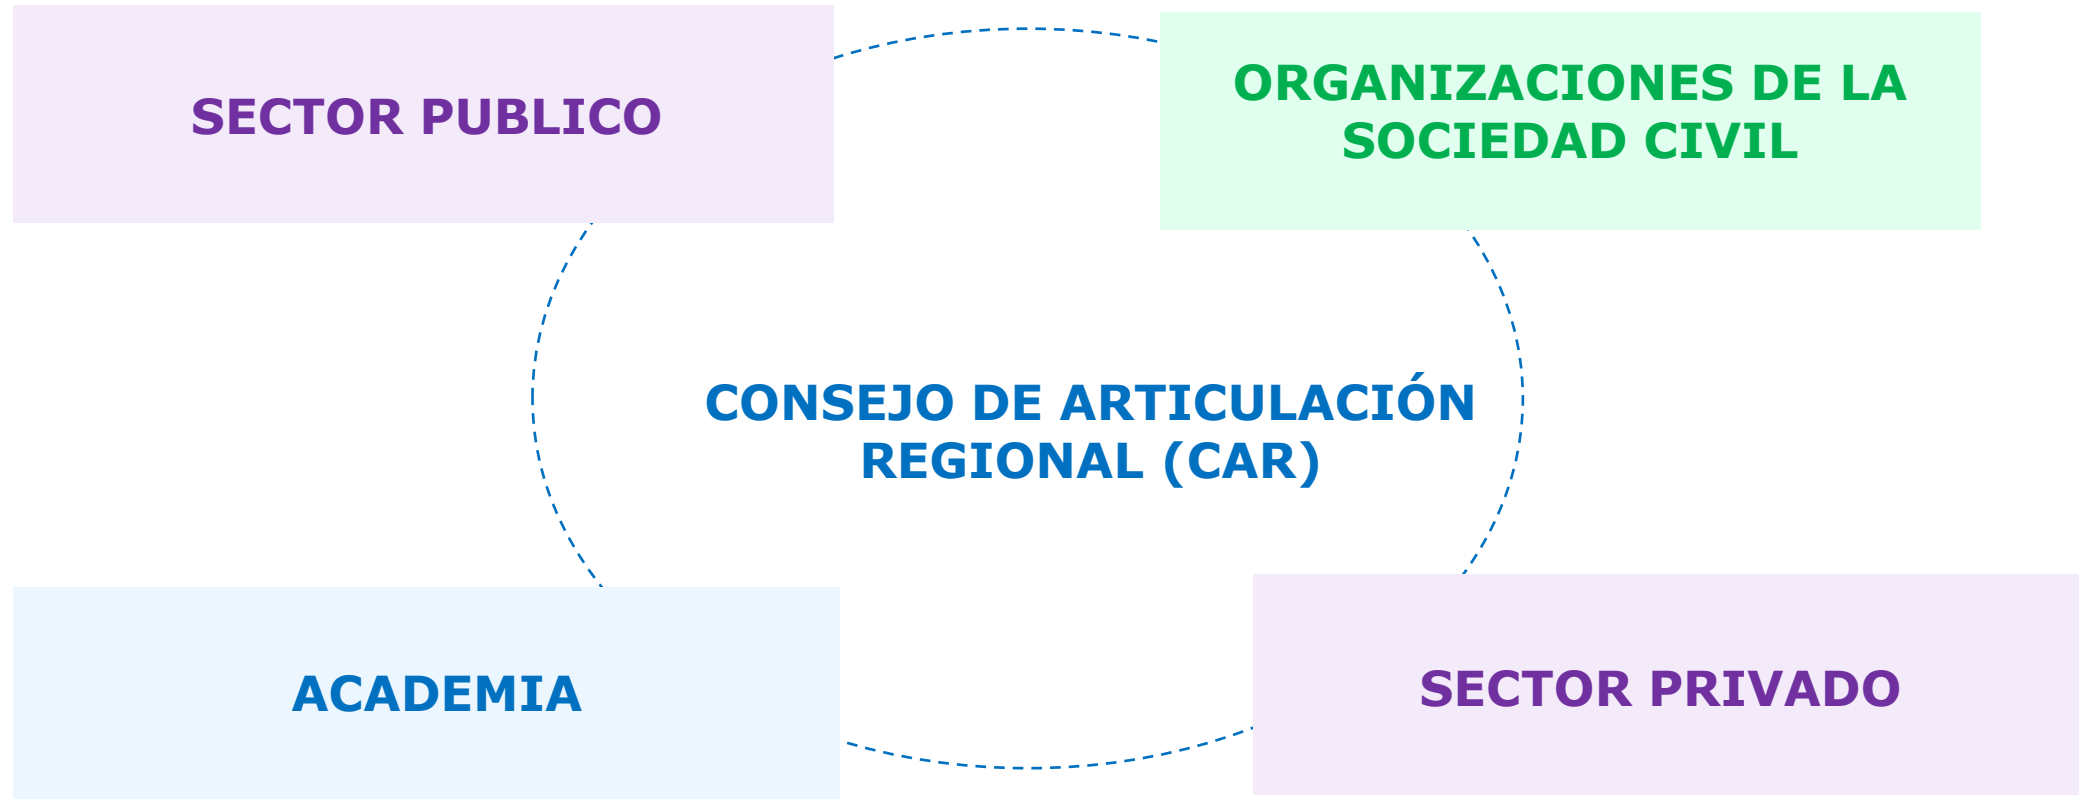 SECTOR PUBLICO
ORGANIZACIONES DE LA
SOCIEDAD CIVIL
CONSEJO DE ARTICULACIÓN
REGIONAL (CAR)
ACADEMIA
SECTOR PRIVADO